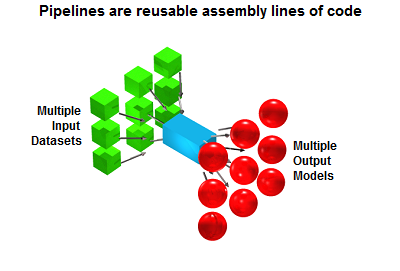 Pipelines are reusable assembly lines of code
Multiple
Input
Datasets
Multiple
Output
Models